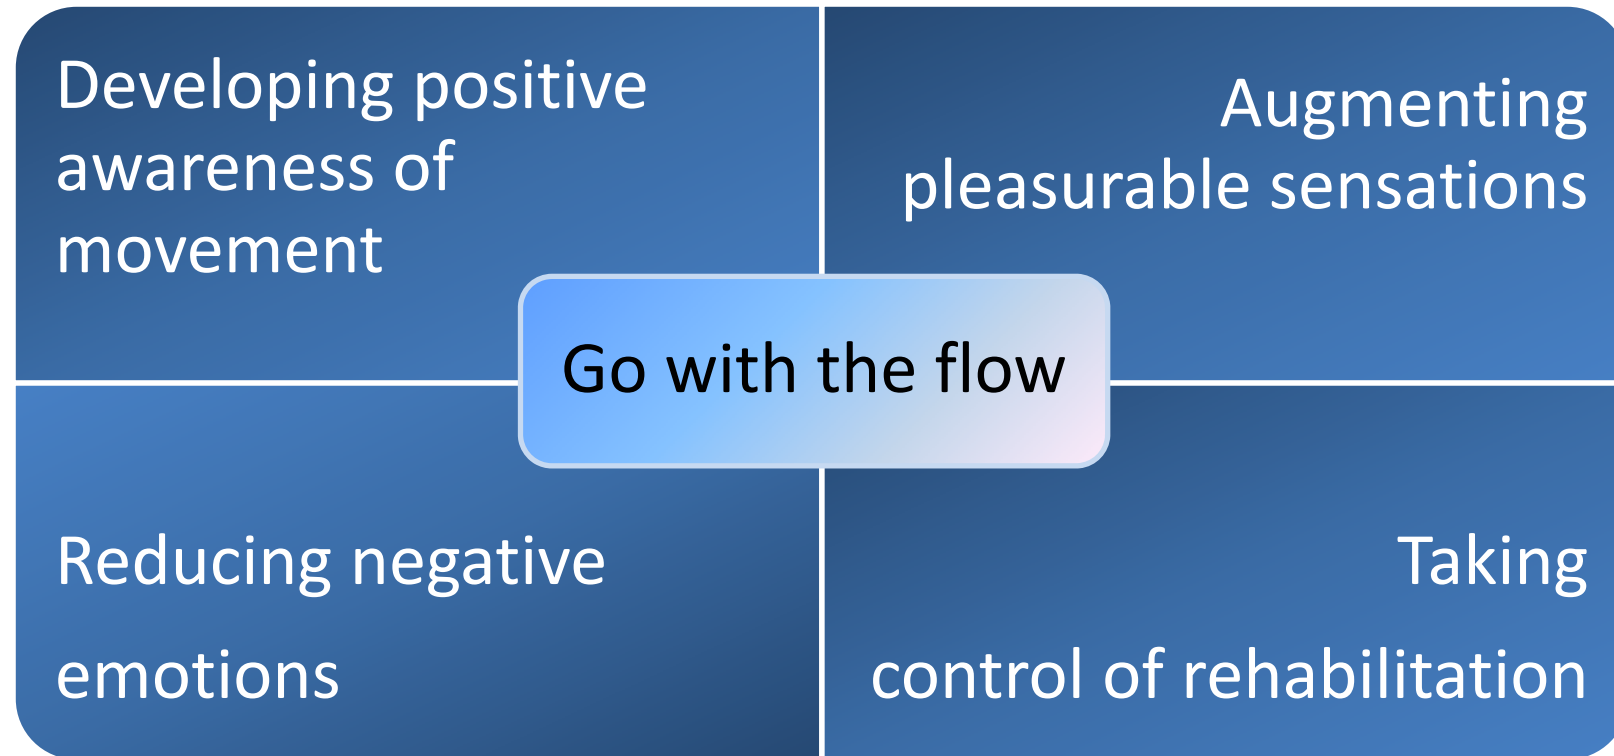 Developing positive
awareness of
movement
Augmenting
pleasurable sensations
Go with the flow
Reducing negative
emotions
Taking
control of rehabilitation